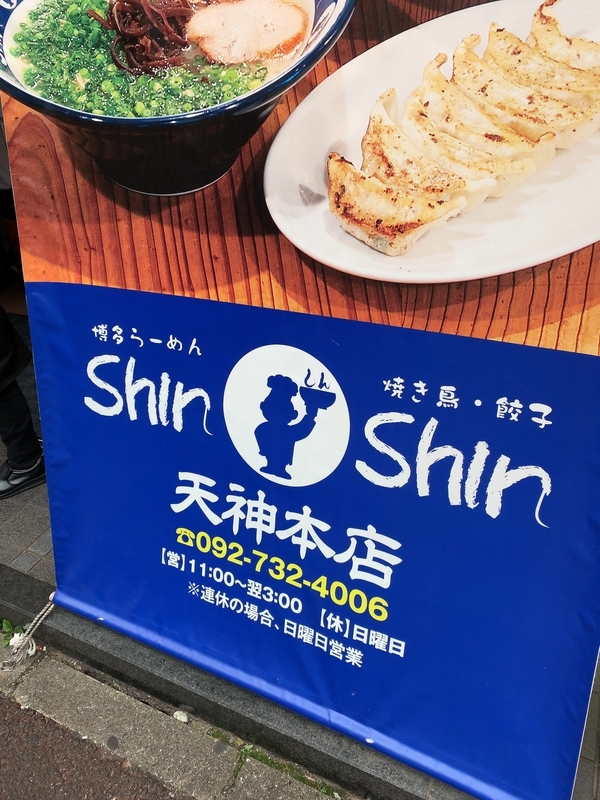 博多らーめん
Shin
しん
焼き鳥・餃子
Shin
天神本店
☎092-732-4006
【営】11:00～翌3:00 【休】日曜日
※連休の場合、日曜日営業